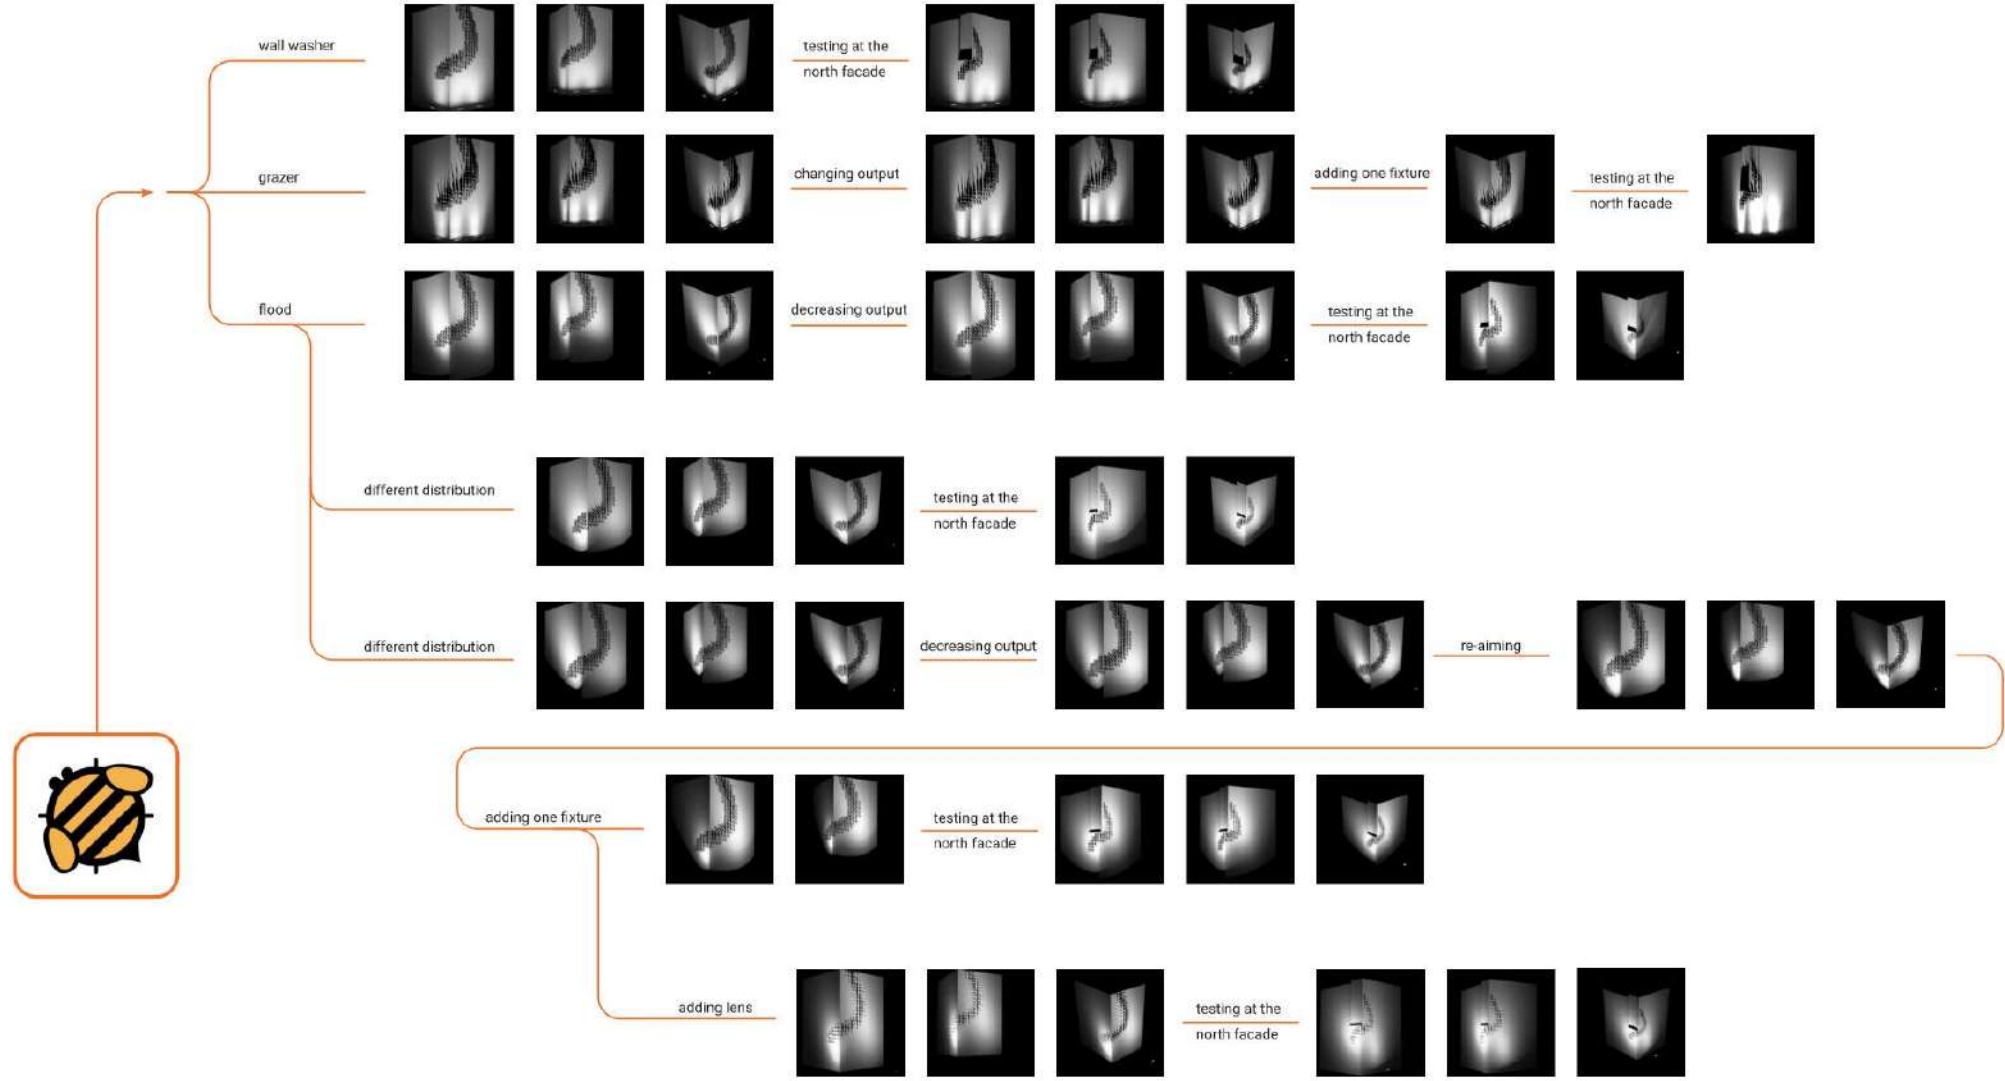 wall washer
testing at the
north facade
grazer
changing output
adding one fixture
testing at the
north facade
flood
decreasing output
testing at the
north facade
different distribution
testing at the
north facade
different distribution
decreasing output
re-aiming
adding one fixture
testing at the
north facade
adding lens
testing at the
north facade